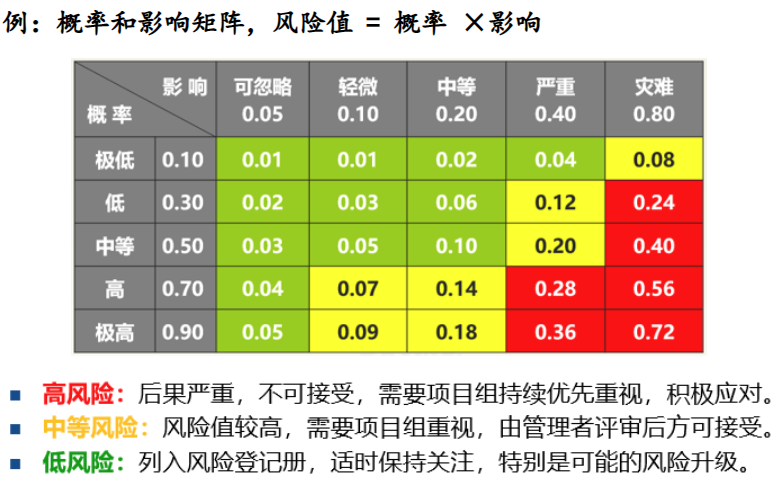 例：概率和影响矩阵，风险值 = 概率 ×影响
影 响 可忽略 轻微 中等 严重 灾难
概 率 0.05 0.10 0.20 0.40 0.80
极低 0.10 0.01 0.01 0.02 0.04 0.08
低 0.30 0.02 0.03 0.06 0.12 0.24
中等 0.50 0.03 0.05 0.10 0.20 0.40
高 0.70 0.04 0.07 0.14 0.28 0.56
极高 0.90 0.05 0.09 0.18 0.36 0.72
■ 高风险：后果严重，不可接受，需要项目组持续优先重视，积极应对。
■ 中等风险：风险值较高，需要项目组重视，由管理者评审后方可接受。
■ 低风险：列入风险登记册，适时保持关注，特别是可能的风险升级。